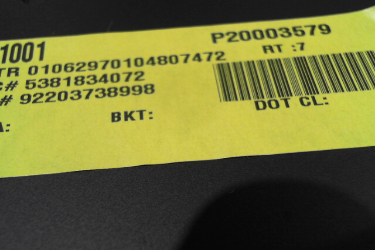 1001 P20003579
TR 01062970104807472 RT :7
C# 5381834072
# 92203738998
A: BKT: DOT CL: